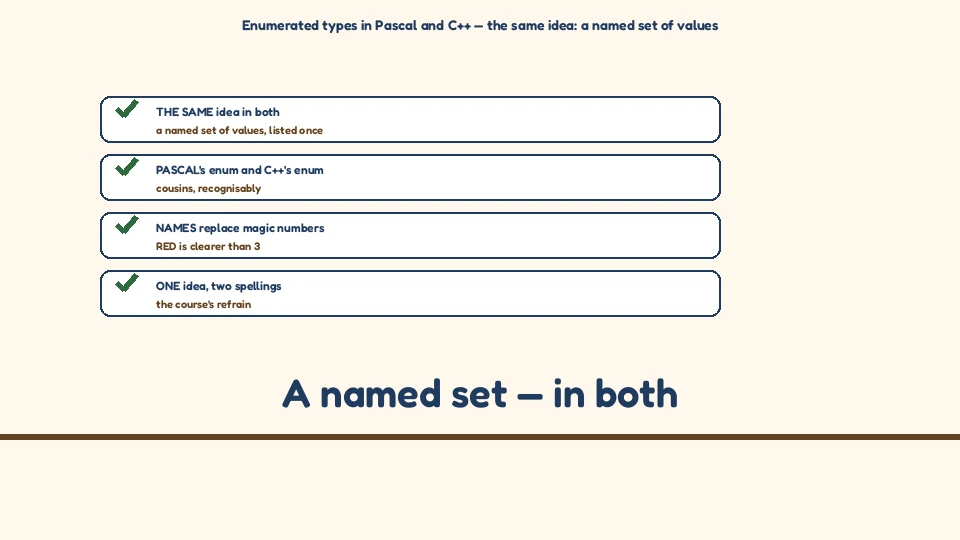 Enumerated types in Pascal and C++ — the same idea: a named set of values
THE SAME idea in both
a named set of values, listed once
PASCAL's enum and C++'s enum
cousins, recognisably
NAMES replace magic numbers
RED is clearer than 3
ONE idea, two spellings
the course's refrain
A named set — in both